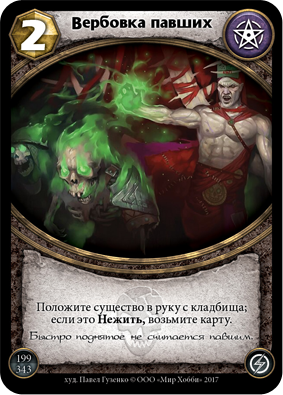 2
Вербовка павших
Положите существо в руку с кладбища;
если это Нежить, возьмите карту.
Быстро поднятое не считается павшим...
199
343
худ. Павел Гузенко © ООО «Мир Хобби» 2017